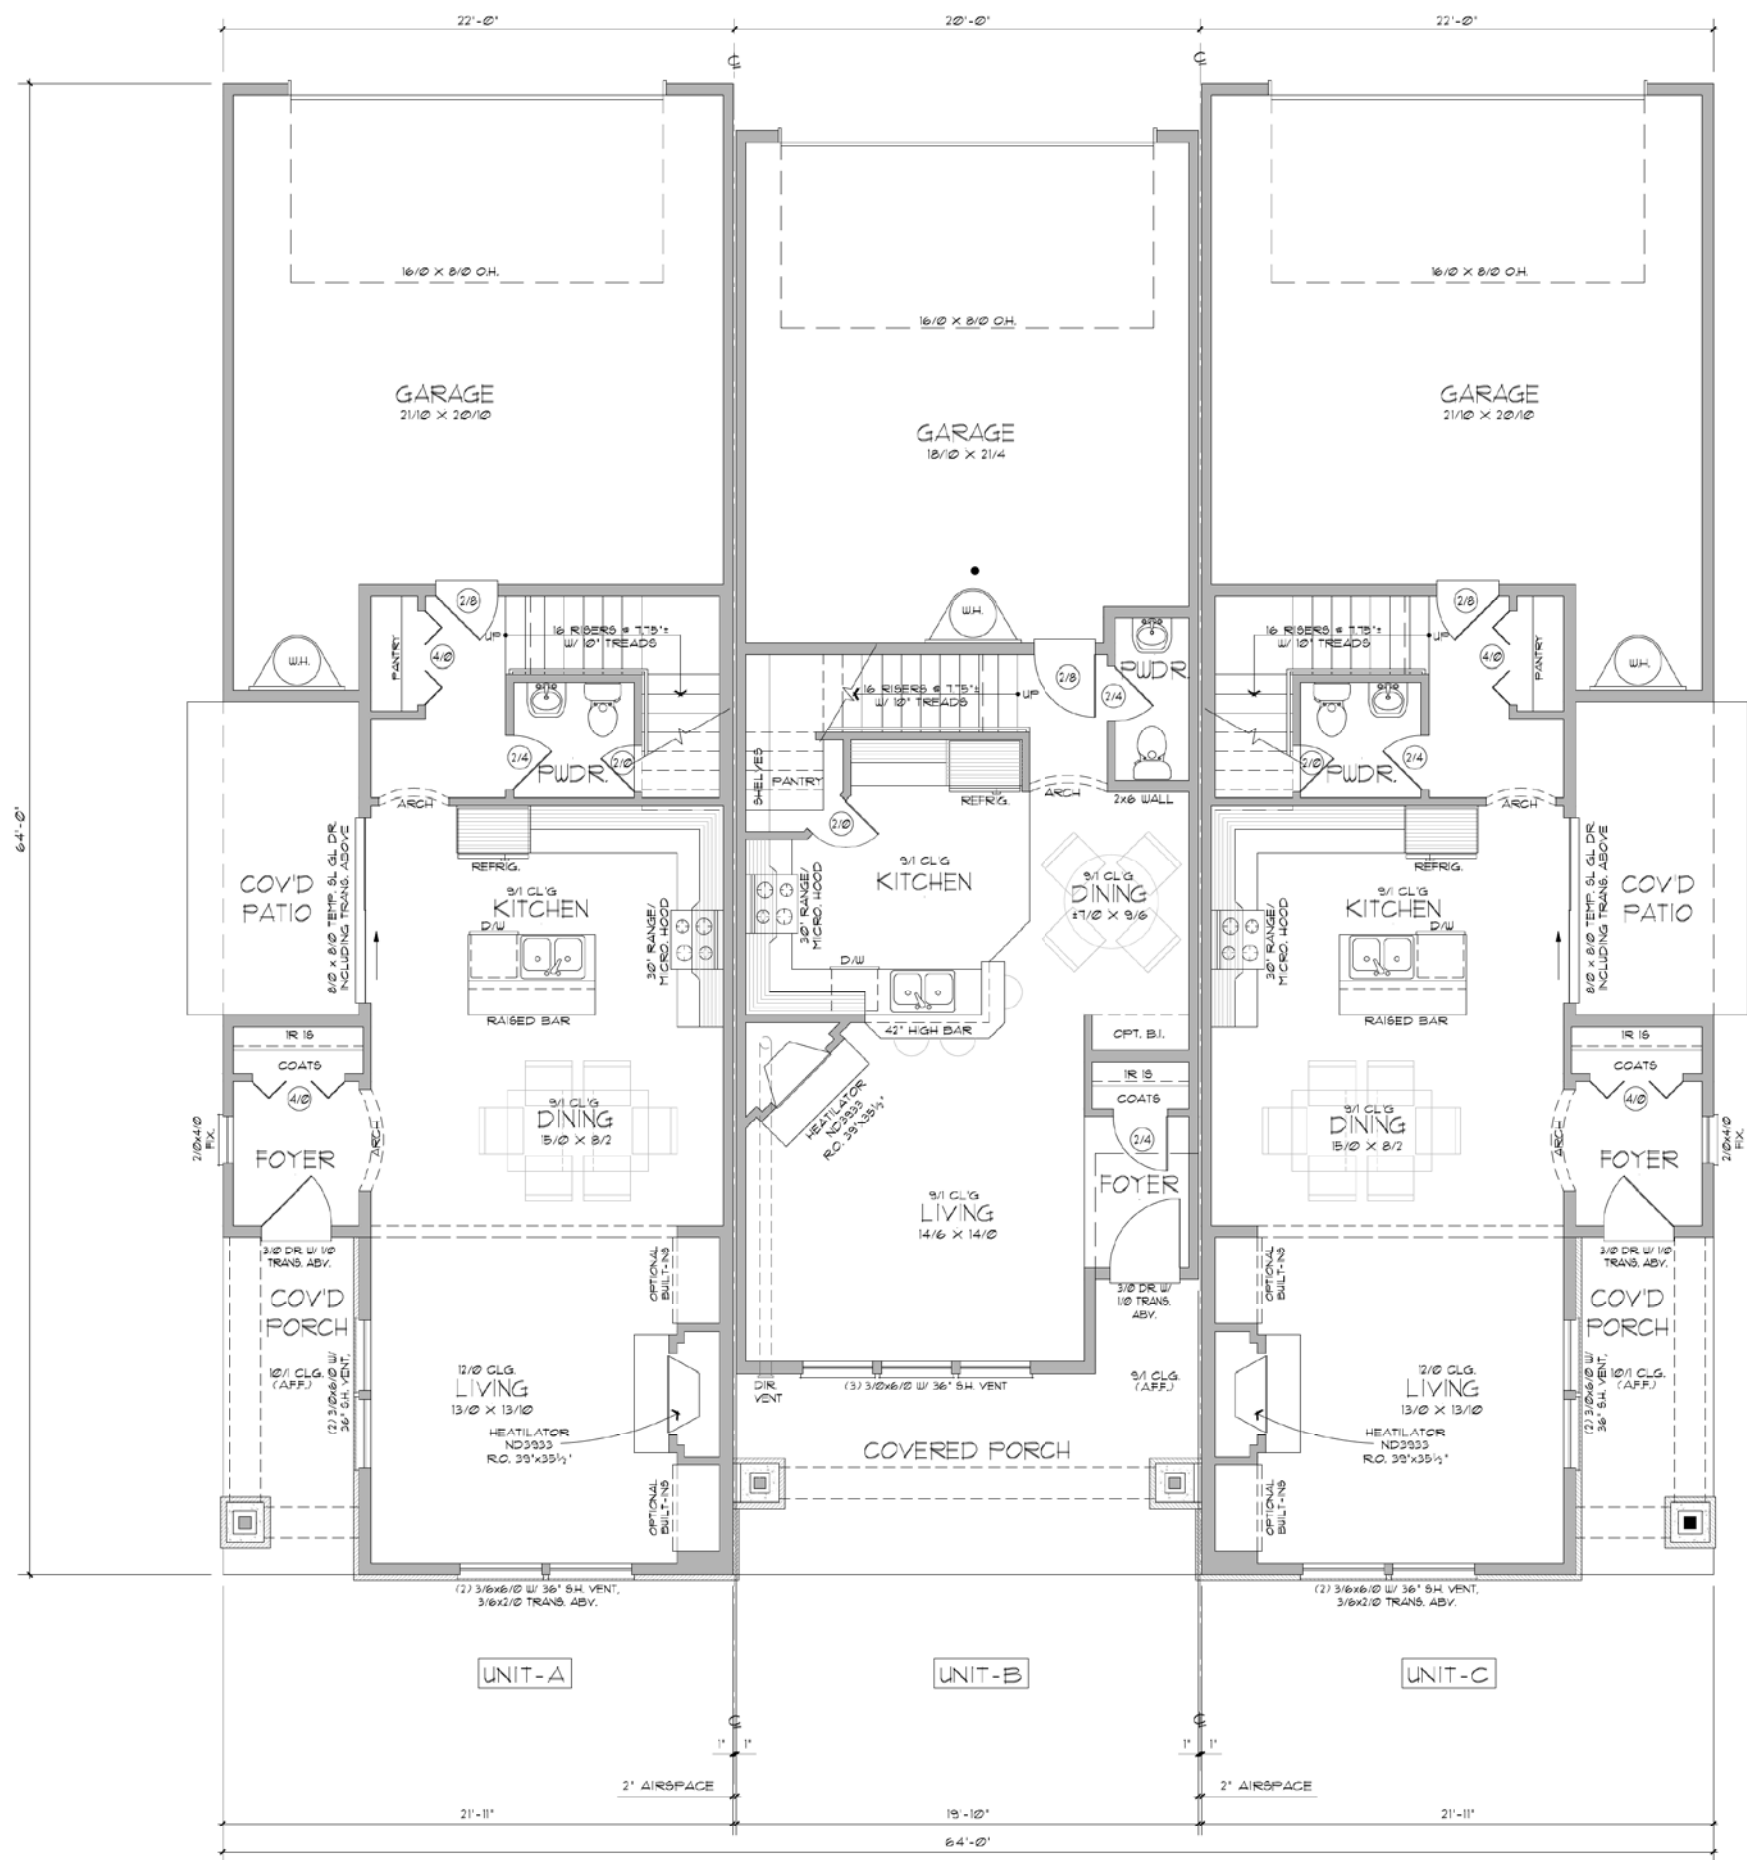 22'-0"
20'-0"
22'-0"
64'-0"
16/0 X 8/0 O.H.
16/0 X 8/0 O.H.
16/0 X 8/0 O.H.
GARAGE
21/10 X 20/10
GARAGE
18/10 X 21/4
GARAGE
21/10 X 20/10
W.H.
PANTRY
4/0
2/8
UP
16 RISERS @ 7.75"±
W/ 10" TREADS
2/4
PWDR.
2/0
ARCH
W.H.
16 RISERS @ 7.75"±
W/ 10" TREADS
UP
2/8
2/4
PWDR.
SHELVES
PANTRY
2/0
REFRIG.
ARCH
2x6 WALL
16 RISERS @ 7.75"±
W/ 10" TREADS
UP
2/8
4/0
PANTRY
W.H.
2/0
PWDR.
2/4
ARCH
COV'D
PATIO
8/0 x 8/0 TEMP. SL GL DR.
INCLUDING TRANS. ABOVE
REFRIG.
9/1 CL'G
KITCHEN
D/W
30" RANGE/
MICRO. HOOD
RAISED BAR
30" RANGE/
MICRO. HOOD
9/1 CL'G
KITCHEN
D/W
42" HIGH BAR
9/1 CL'G
DINING
±7/0 X 9/6
OPT. B.I.
30" RANGE/
MICRO. HOOD
REFRIG.
9/1 CL'G
KITCHEN
D/W
RAISED BAR
8/0 x 8/0 TEMP. SL GL DR.
INCLUDING TRANS. ABOVE
COV'D
PATIO
1R 1S
COATS
4/0
2/0x4/0
FIX.
FOYER
ARCH
9/1 CL'G
DINING
15/0 X 8/2
HEATILATOR
ND3933
R.O. 39"x35½"
1R 1S
COATS
2/4
FOYER
9/1 CL'G
LIVING
14/6 X 14/0
9/1 CL'G
DINING
15/0 X 8/2
ARCH
1R 1S
COATS
4/0
FOYER
2/0x4/0
FIX.
3/0 DR W/ 1/0
TRANS. ABV.
COV'D
PORCH
10/1 CLG.
(A.F.F.)
(2) 3/0x6/0 W/
36" S.H. VENT,
OPTIONAL
BUILT-INS
12/0 CLG.
LIVING
13/0 X 13/10
HEATILATOR
ND3933
R.O. 39"x35½"
OPTIONAL
BUILT-INS
3/0 DR W/
1/0 TRANS.
ABV.
DIR.
VENT
(3) 3/0x6/0 W/ 36" S.H. VENT
9/1 CLG.
(A.F.F.)
COVERED PORCH
OPTIONAL
BUILT-INS
12/0 CLG.
LIVING
13/0 X 13/10
HEATILATOR
ND3933
R.O. 39"x35½"
OPTIONAL
BUILT-INS
3/0 DR W/ 1/0
TRANS. ABV.
COV'D
PORCH
10/1 CLG.
(A.F.F.)
(2) 3/0x6/0 W/
36" S.H. VENT,
(2) 3/6x6/0 W/ 36" S.H. VENT,
3/6x2/0 TRANS. ABV.
(2) 3/6x6/0 W/ 36" S.H. VENT,
3/6x2/0 TRANS. ABV.
UNIT-A
UNIT-B
UNIT-C
1" 1"
1" 1"
2" AIRSPACE
2" AIRSPACE
21'-11"
19'-10"
21'-11"
64'-0"